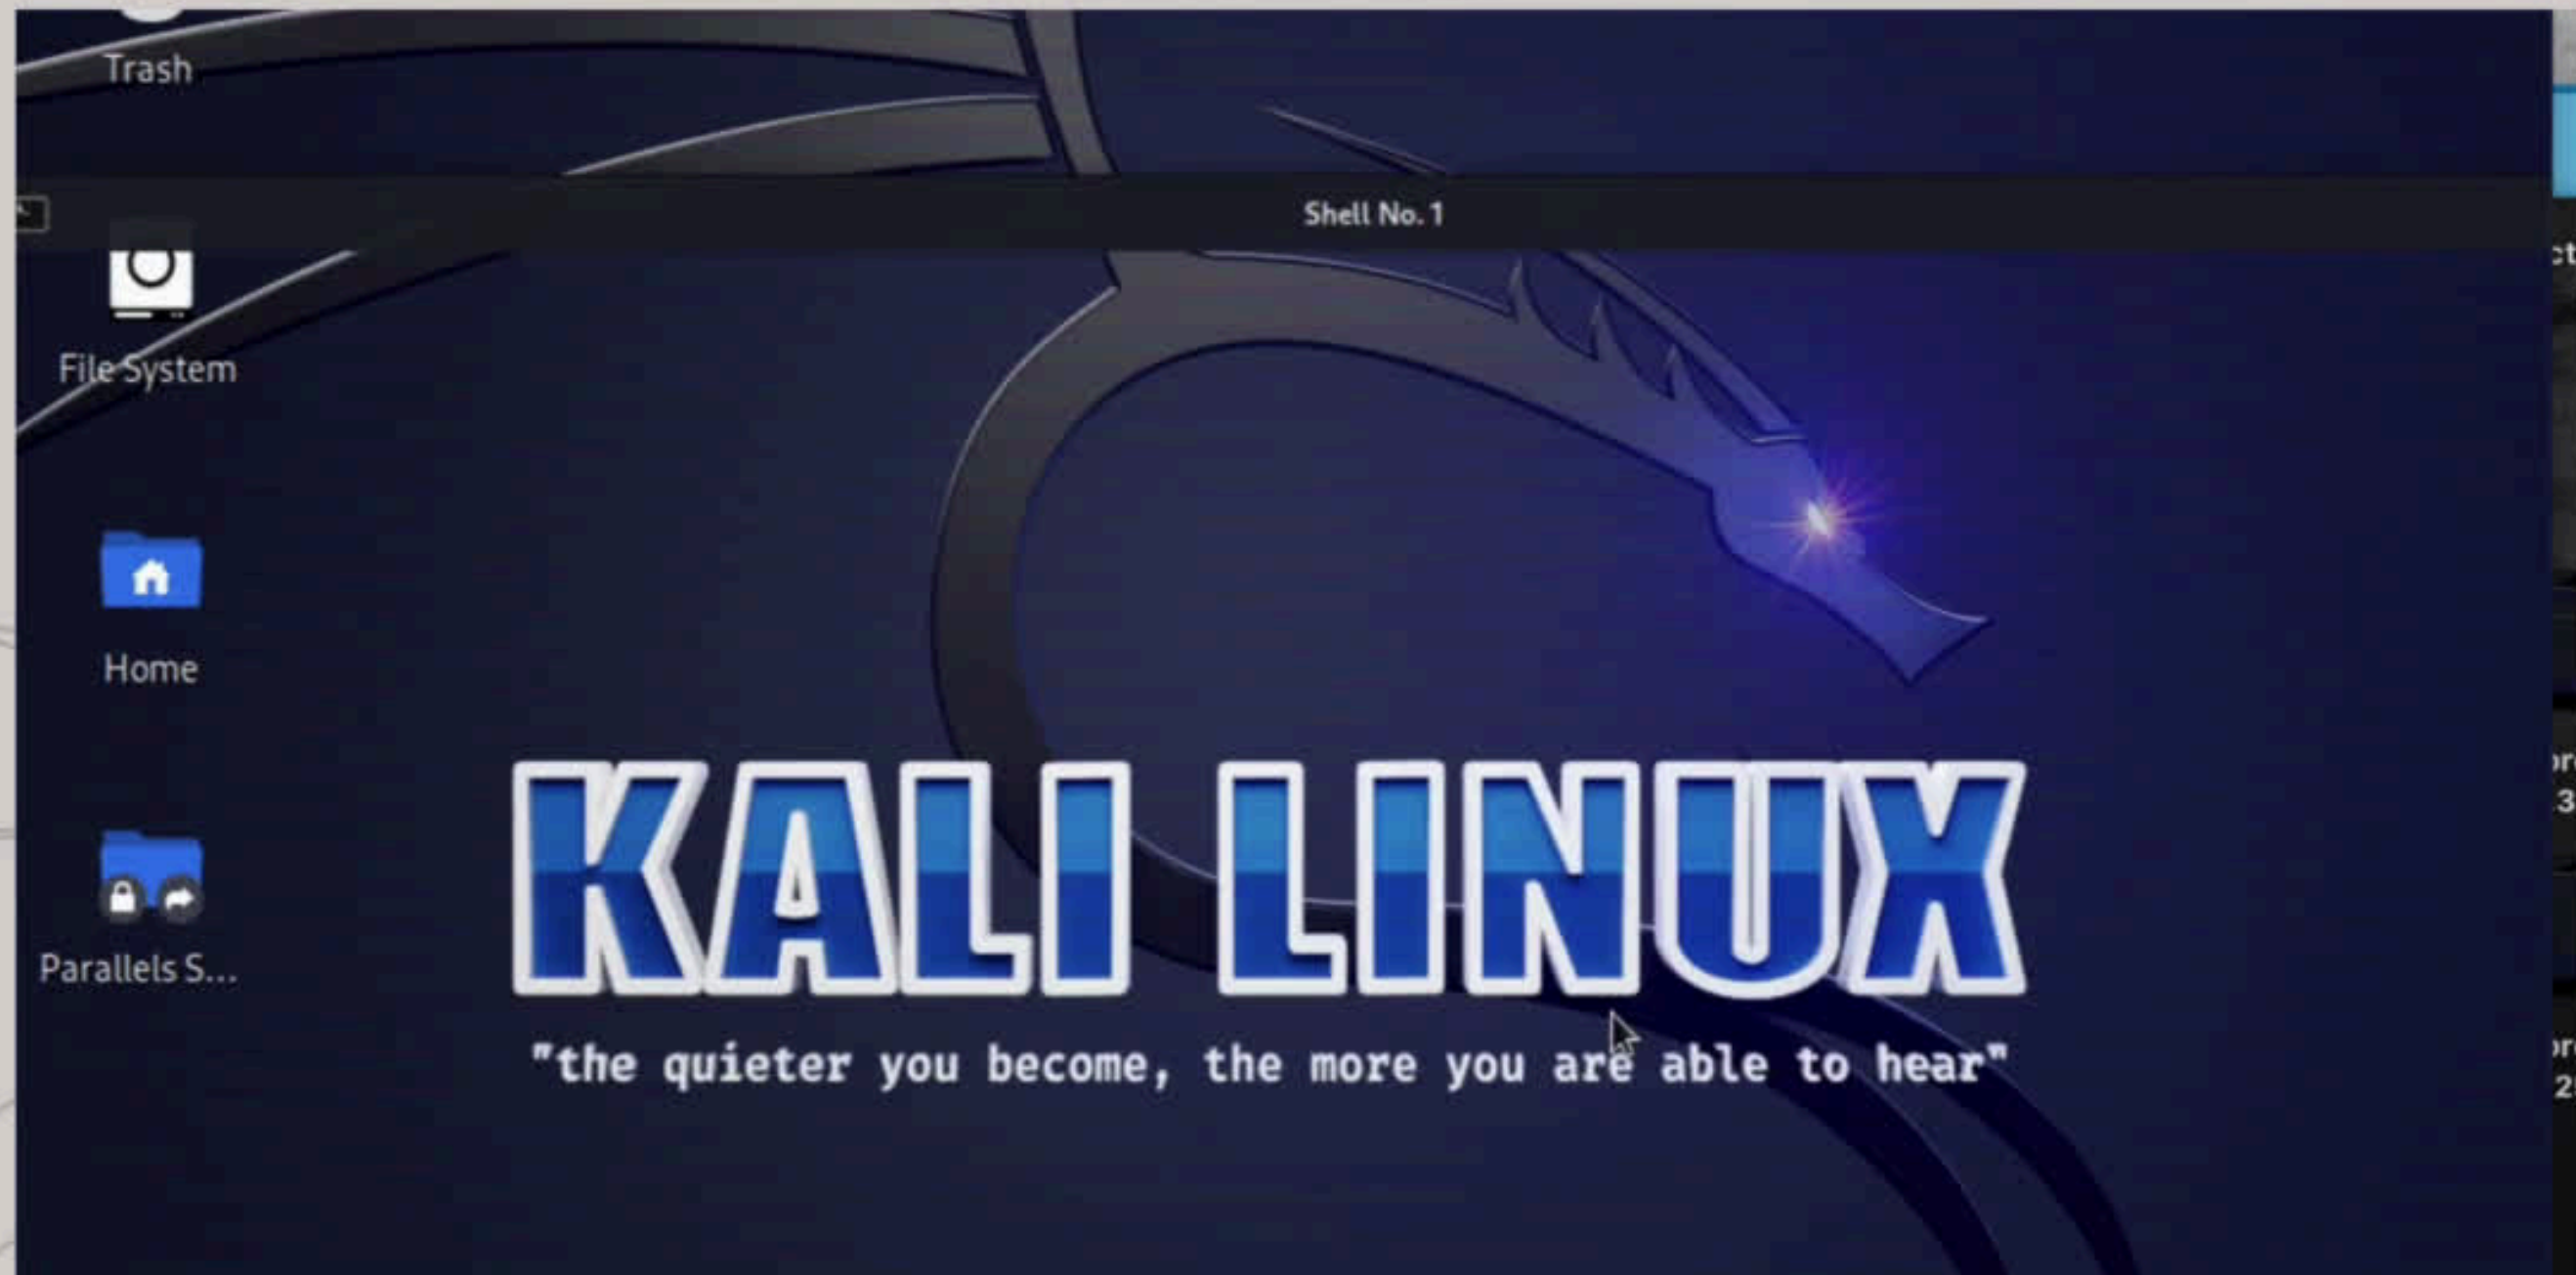 Trash
Shell No. 1
File System
Home
KALI LINUX
Parallels S...
"the quieter you become, the more you are able to hear"